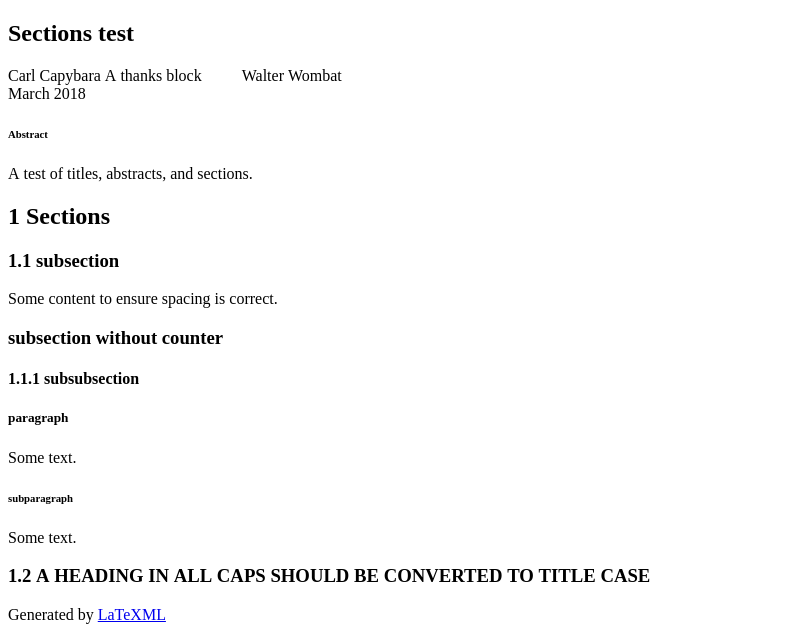 Sections test
Carl Capybara A thanks block Walter Wombat
March 2018
Abstract
A test of titles, abstracts, and sections.
1 Sections
1.1 subsection
Some content to ensure spacing is correct.
subsection without counter
1.1.1 subsubsection
paragraph
Some text.
subparagraph
Some text.
1.2 A HEADING IN ALL CAPS SHOULD BE CONVERTED TO TITLE CASE
Generated by LaTeXML